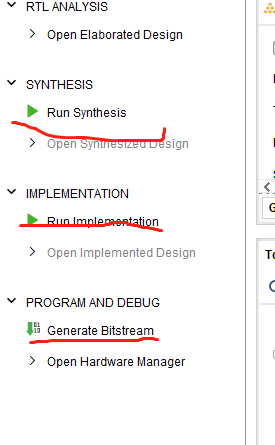 RTL ANALYSIS
Open Elaborated Design
SYNTHESIS
Run Synthesis
Open Synthesized Design
IMPLEMENTATION
Run Implementation
Open Implemented Design
PROGRAM AND DEBUG
Generate Bitstream
Open Hardware Manager